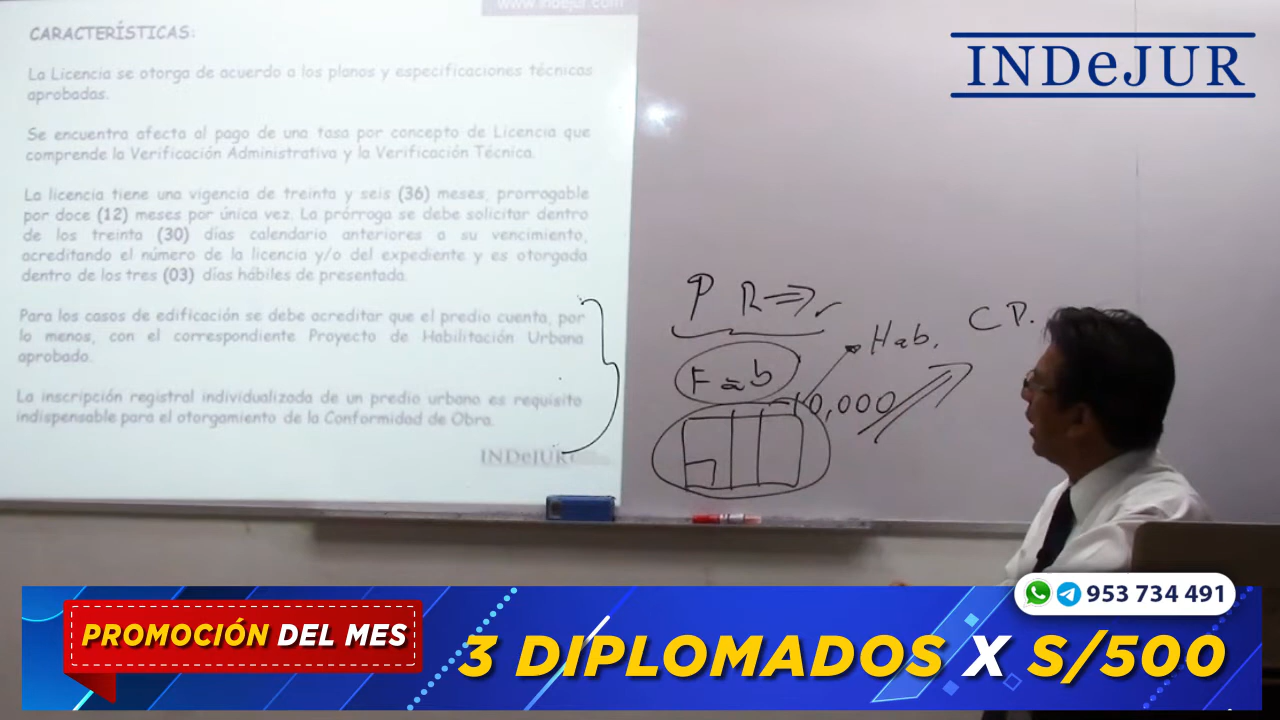 www.indejur.com
CARACTERÍSTICAS:
La Licencia se otorga de acuerdo a los planos y especificaciones técnicas
aprobadas.
Se encuentra afecta al pago de una tasa por concepto de Licencia que
comprende la Verificación Administrativa y la Verificación Técnica.
La licencia tiene una vigencia de treinta y seis (36) meses, prorrogable
por doce (12) meses por única vez. La prórroga se debe solicitar dentro
de los treinta (30) días calendario anteriores a su vencimiento,
acreditando el número de la licencia y/o del expediente y es otorgada
dentro de los tres (03) días hábiles de presentada.
Para los casos de edificación se debe acreditar que el predio cuenta, por
lo menos, con el correspondiente Proyecto de Habilitación Urbana
aprobado.
La inscripción registral individualizada de un predio urbano es requisito
indispensable para el otorgamiento de la Conformidad de Obra.
INDeJUR
INDeJUR
P R
Hab.
10,000
953 734 491
PROMOCIÓN DEL MES
3 DIPLOMADOS X S/500